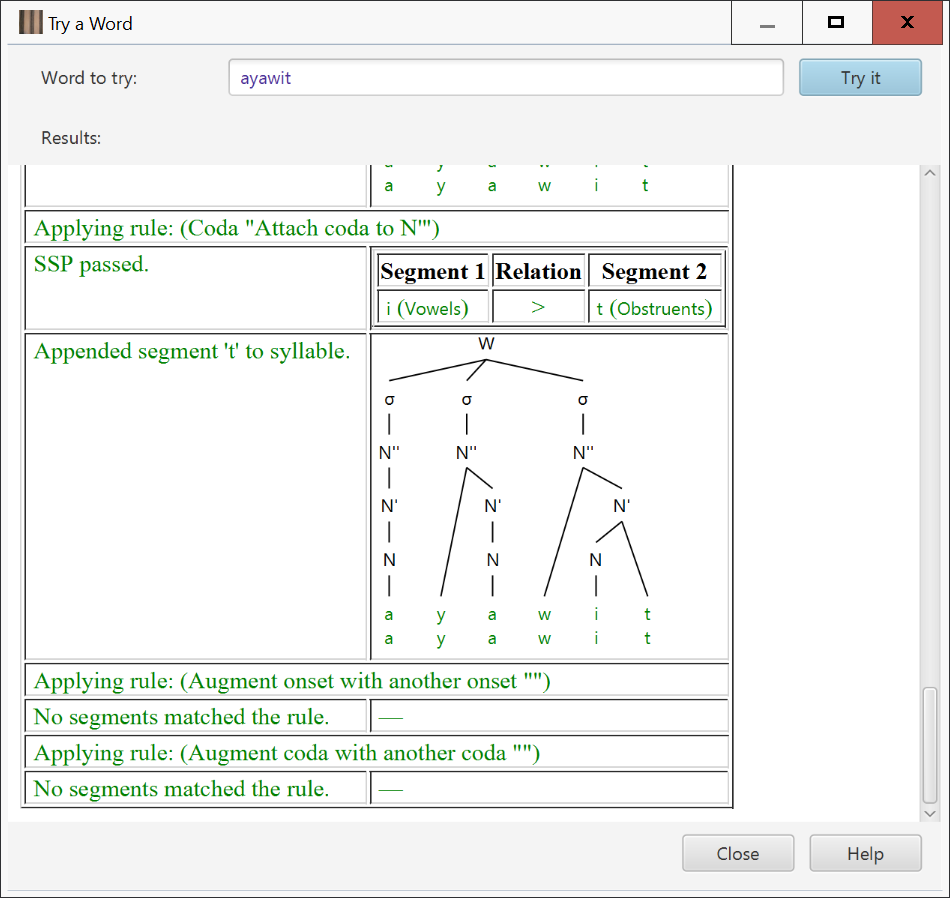 Try a Word
Word to try: ayawit Try it
Results:
a y a w i t
a y a w i t
Applying rule: (Coda "Attach coda to N'")
SSP passed.
Segment 1 Relation Segment 2
i (Vowels) > t (Obstruents)
Appended segment 't' to syllable.
W
σ σ σ
N'' N'' N''
N' N' N'
N N N
a y a w i t
a y a w i t
Applying rule: (Augment onset with another onset "")
No segments matched the rule. —
Applying rule: (Augment coda with another coda "")
No segments matched the rule. —
Close Help